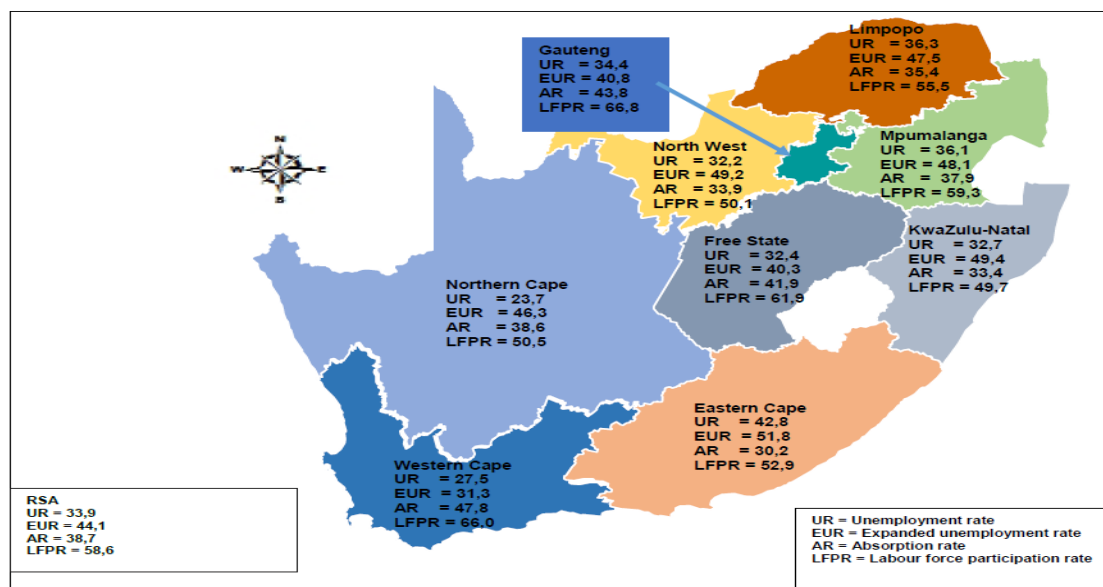 Limpopo
UR = 36,3
EUR = 47,5
AR = 35,4
LFPR = 55,5
Gauteng
UR = 34,4
EUR = 40,8
AR = 43,8
LFPR = 66,8
Mpumalanga
UR = 36,1
EUR = 48,1
AR = 37,9
LFPR = 59,3
North West
UR = 32,2
EUR = 49,2
AR = 33,9
LFPR = 50,1
N
W E
S
KwaZulu-Natal
UR = 32,7
EUR = 49,4
AR = 33,4
LFPR = 49,7
Free State
UR = 32,4
EUR = 40,3
AR = 41,9
LFPR = 61,9
Northern Cape
UR = 23,7
EUR = 46,3
AR = 38,6
LFPR = 50,5
Eastern Cape
UR = 42,8
EUR = 51,8
AR = 30,2
LFPR = 52,9
Western Cape
UR = 27,5
EUR = 31,3
AR = 47,8
LFPR = 66,0
RSA
UR = 33,9
EUR = 44,1
AR = 38,7
LFPR = 58,6
UR = Unemployment rate
EUR = Expanded unemployment rate
AR = Absorption rate
LFPR = Labour force participation rate